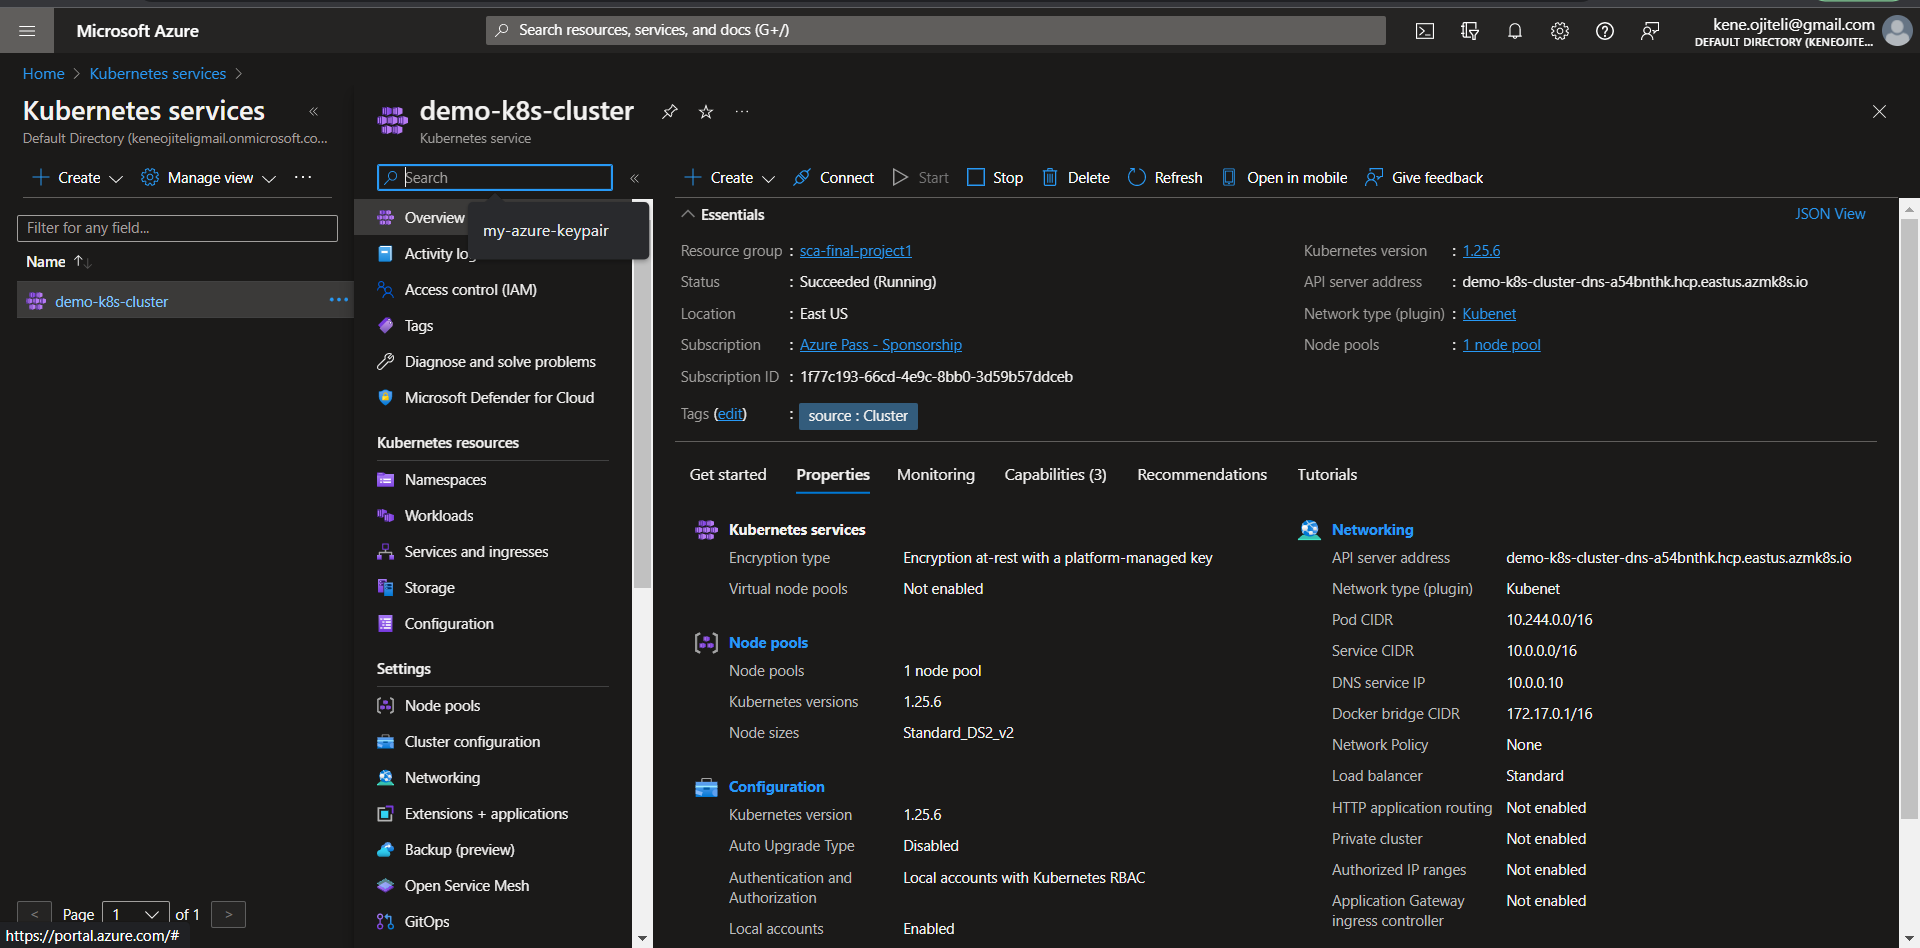 Microsoft Azure
Search resources, services, and docs (G+/)
kene.ojiteli@gmail.com
DEFAULT DIRECTORY (KENEOJITE...
Home > Kubernetes services >
Kubernetes services «
Default Directory (keneojiteligmail.onmicrosoft.co...
+ Create Manage view ...
Filter for any field...
Name ↑↓
demo-k8s-cluster ...
< Page 1 of 1 >
https://portal.azure.com/#
demo-k8s-cluster ...
Kubernetes service
Search «
my-azure-keypair
Overview
Activity log
Access control (IAM)
Tags
Diagnose and solve problems
Microsoft Defender for Cloud
Kubernetes resources
Namespaces
Workloads
Services and ingresses
Storage
Configuration
Settings
Node pools
Cluster configuration
Networking
Extensions + applications
Backup (preview)
Open Service Mesh
GitOps
+ Create Connect Start Stop Delete Refresh Open in mobile Give feedback
Essentials
JSON View
Resource group : sca-final-project1
Status : Succeeded (Running)
Location : East US
Subscription : Azure Pass - Sponsorship
Subscription ID : 1f77c193-66cd-4e9c-8bb0-3d59b57ddceb
Tags (edit) : source : Cluster
Kubernetes version : 1.25.6
API server address : demo-k8s-cluster-dns-a54bnthk.hcp.eastus.azmk8s.io
Network type (plugin) : Kubenet
Node pools : 1 node pool
Get started Properties Monitoring Capabilities (3) Recommendations Tutorials
Kubernetes services
Encryption type Encryption at-rest with a platform-managed key
Virtual node pools Not enabled
Node pools
Node pools 1 node pool
Kubernetes versions 1.25.6
Node sizes Standard_DS2_v2
Configuration
Kubernetes version 1.25.6
Auto Upgrade Type Disabled
Authentication and Local accounts with Kubernetes RBAC
Authorization
Local accounts Enabled
Networking
API server address demo-k8s-cluster-dns-a54bnthk.hcp.eastus.azmk8s.io
Network type (plugin) Kubenet
Pod CIDR 10.244.0.0/16
Service CIDR 10.0.0.0/16
DNS service IP 10.0.0.10
Docker bridge CIDR 172.17.0.1/16
Network Policy None
Load balancer Standard
HTTP application routing Not enabled
Private cluster Not enabled
Authorized IP ranges Not enabled
Application Gateway Not enabled
ingress controller